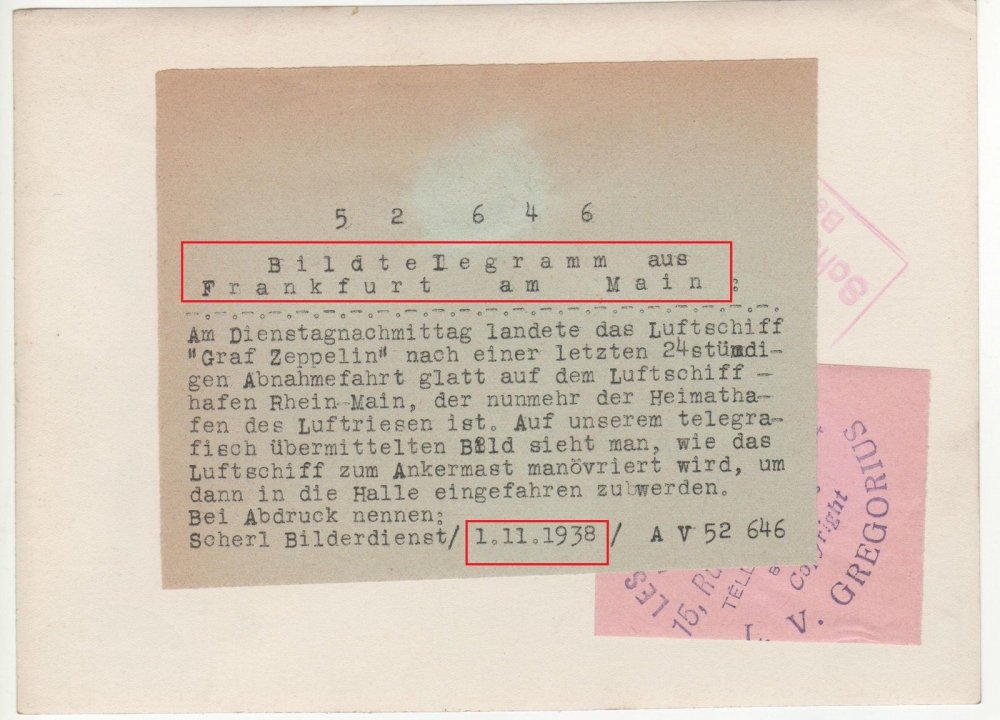 5 2 6 4 6
Bildtelegramm aus
Frankfurt am Main :
Am Dienstagnachmittag landete das Luftschiff
"Graf Zeppelin" nach einer letzten 24stündi-
gen Abnahmefahrt glatt auf dem Luftschiff -
hafen Rhein-Main, der nunmehr der Heimatha-
fen des Luftriesen ist. Auf unserem telegra-
fisch übermittelten Bild sieht man, wie das
Luftschiff zum Ankermast manövriert wird, um
dann in die Halle eingefahren zu werden.
Bei Abdruck nennen:
Scherl Bilderdienst/ 1.11.1938 / A V 52 646
LES
15,
Copyright
V. GREGORIUS